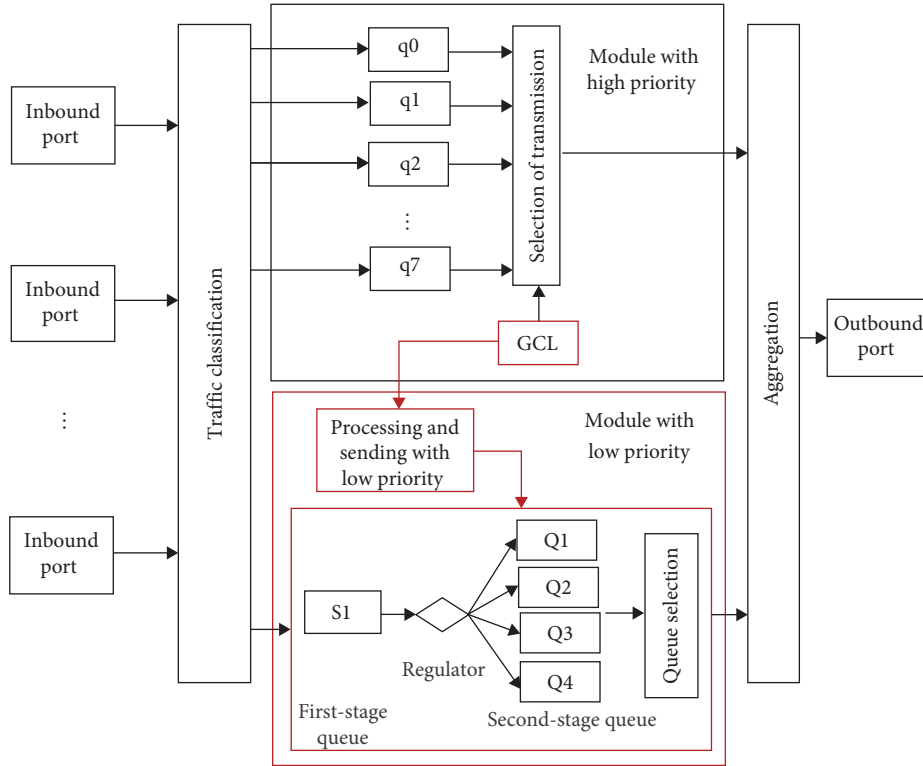 Inbound
port
Inbound
port
⋮
Inbound
port
Traffic classification
q0
q1
q2
⋮
q7
Selection of transmission
Module with
high priority
GCL
Processing and
sending with
low priority
Module with
low priority
S1
Regulator
First-stage
queue
Q1
Q2
Q3
Q4
Second-stage queue
Queue selection
Aggregation
Outbound
port